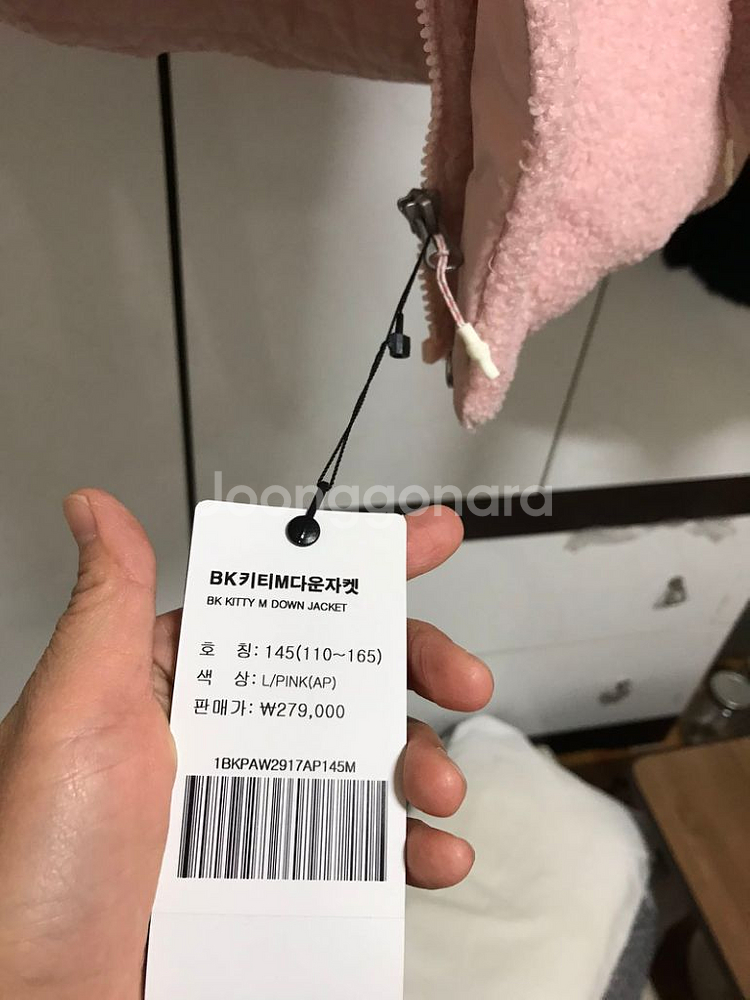 Joonggonara
BK키티M다운자켓
BK KITTY M DOWN JACKET
호 칭: 145(110~165)
색 상: L/PINK(AP)
판매가: ₩279,000
1BKPAW2917AP145M